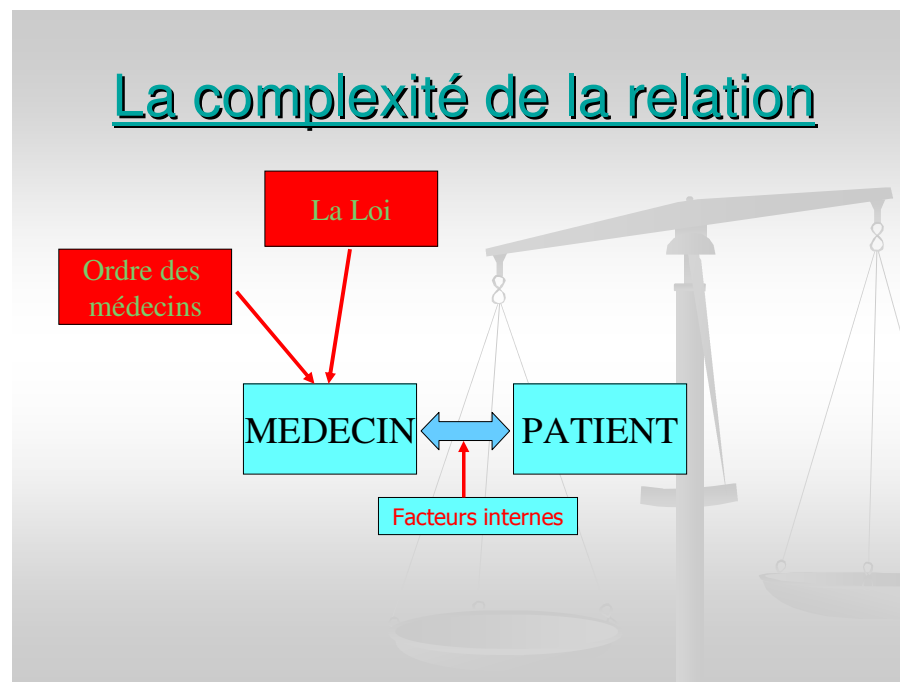 La complexité de la relation
La Loi
Ordre des
médecins
MEDECIN
PATIENT
Facteurs internes